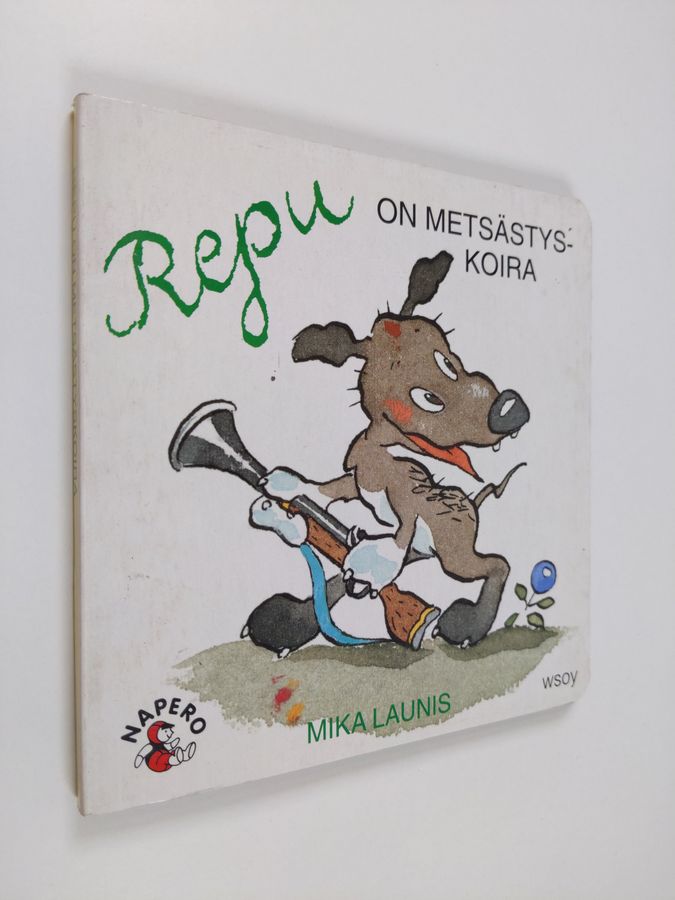 Repu
ON METSÄSTYS-
KOIRA
NAPERO
MIKA LAUNIS
wsoy